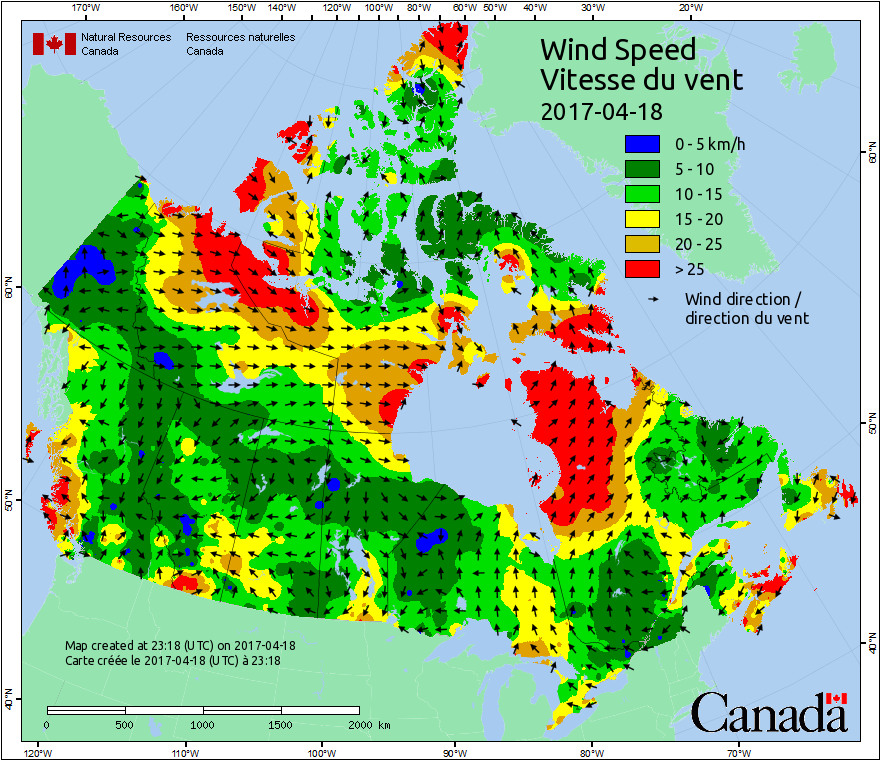 170°W 160°W 150°W 140°W 120°W 100°W 80°W 60°W 50°W 40°W 30°W 20°W
Natural Resources Ressources naturelles
Canada Canada
Wind Speed
Vitesse du vent
2017-04-18
0 - 5 km/h
5 - 10
10 - 15
15 - 20
20 - 25
> 25
Wind direction /
direction du vent
60°N
60°N
50°N
50°N
40°N
40°N
Map created at 23:18 (UTC) on 2017-04-18
Carte créée le 2017-04-18 (UTC) à 23:18
0 500 1000 1500 2000 km
Canada
120°W 110°W 100°W 90°W 80°W 70°W